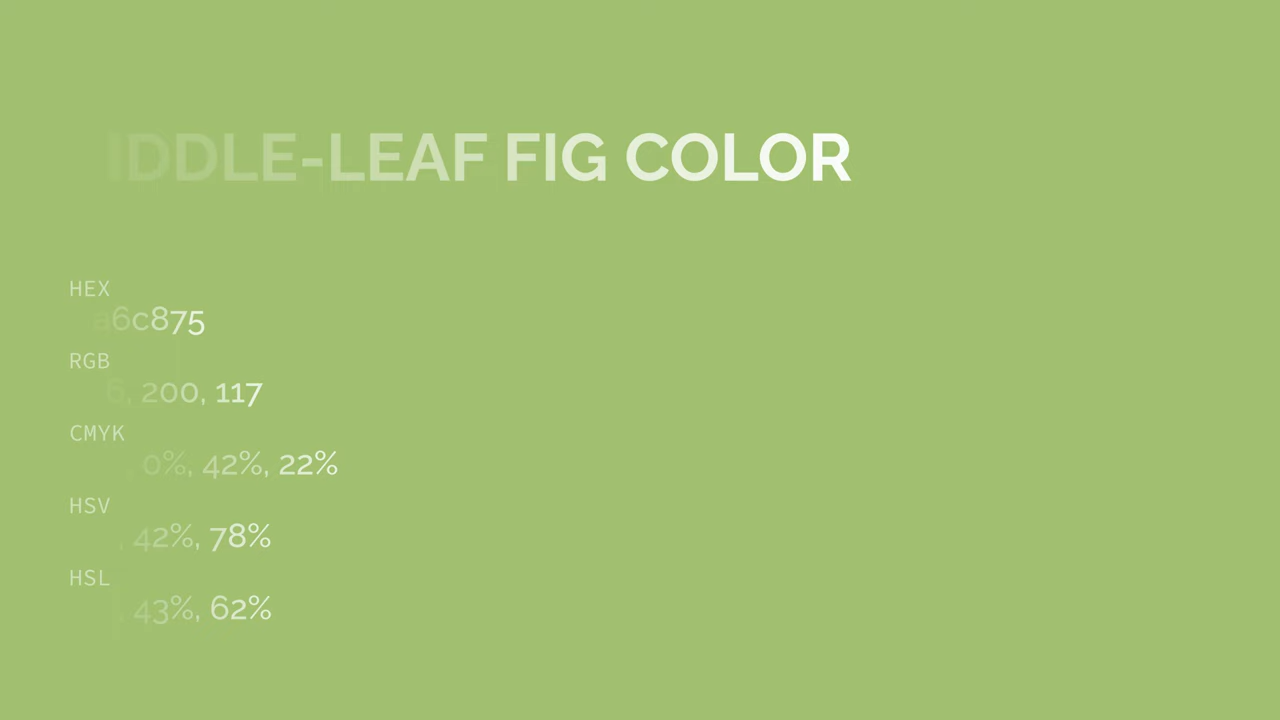 IDDLE-LEAF FIG COLOR
HEX
a6c875
RGB
6, 200, 117
CMYK
, 0%, 42%, 22%
HSV
, 42%, 78%
HSL
, 43%, 62%